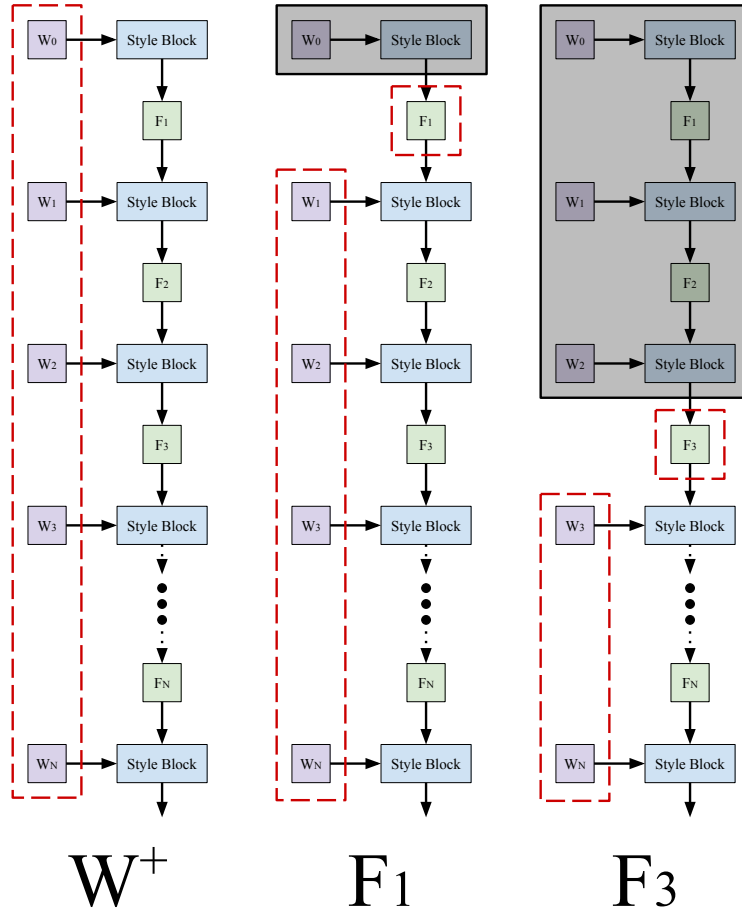 W0 Style Block
F1
W1 Style Block
F2
W2 Style Block
F3
W3 Style Block
FN
WN Style Block
W+
W0 Style Block
F1
W1 Style Block
F2
W2 Style Block
F3
W3 Style Block
FN
WN Style Block
F1
W0 Style Block
F1
W1 Style Block
F2
W2 Style Block
F3
W3 Style Block
FN
WN Style Block
F3